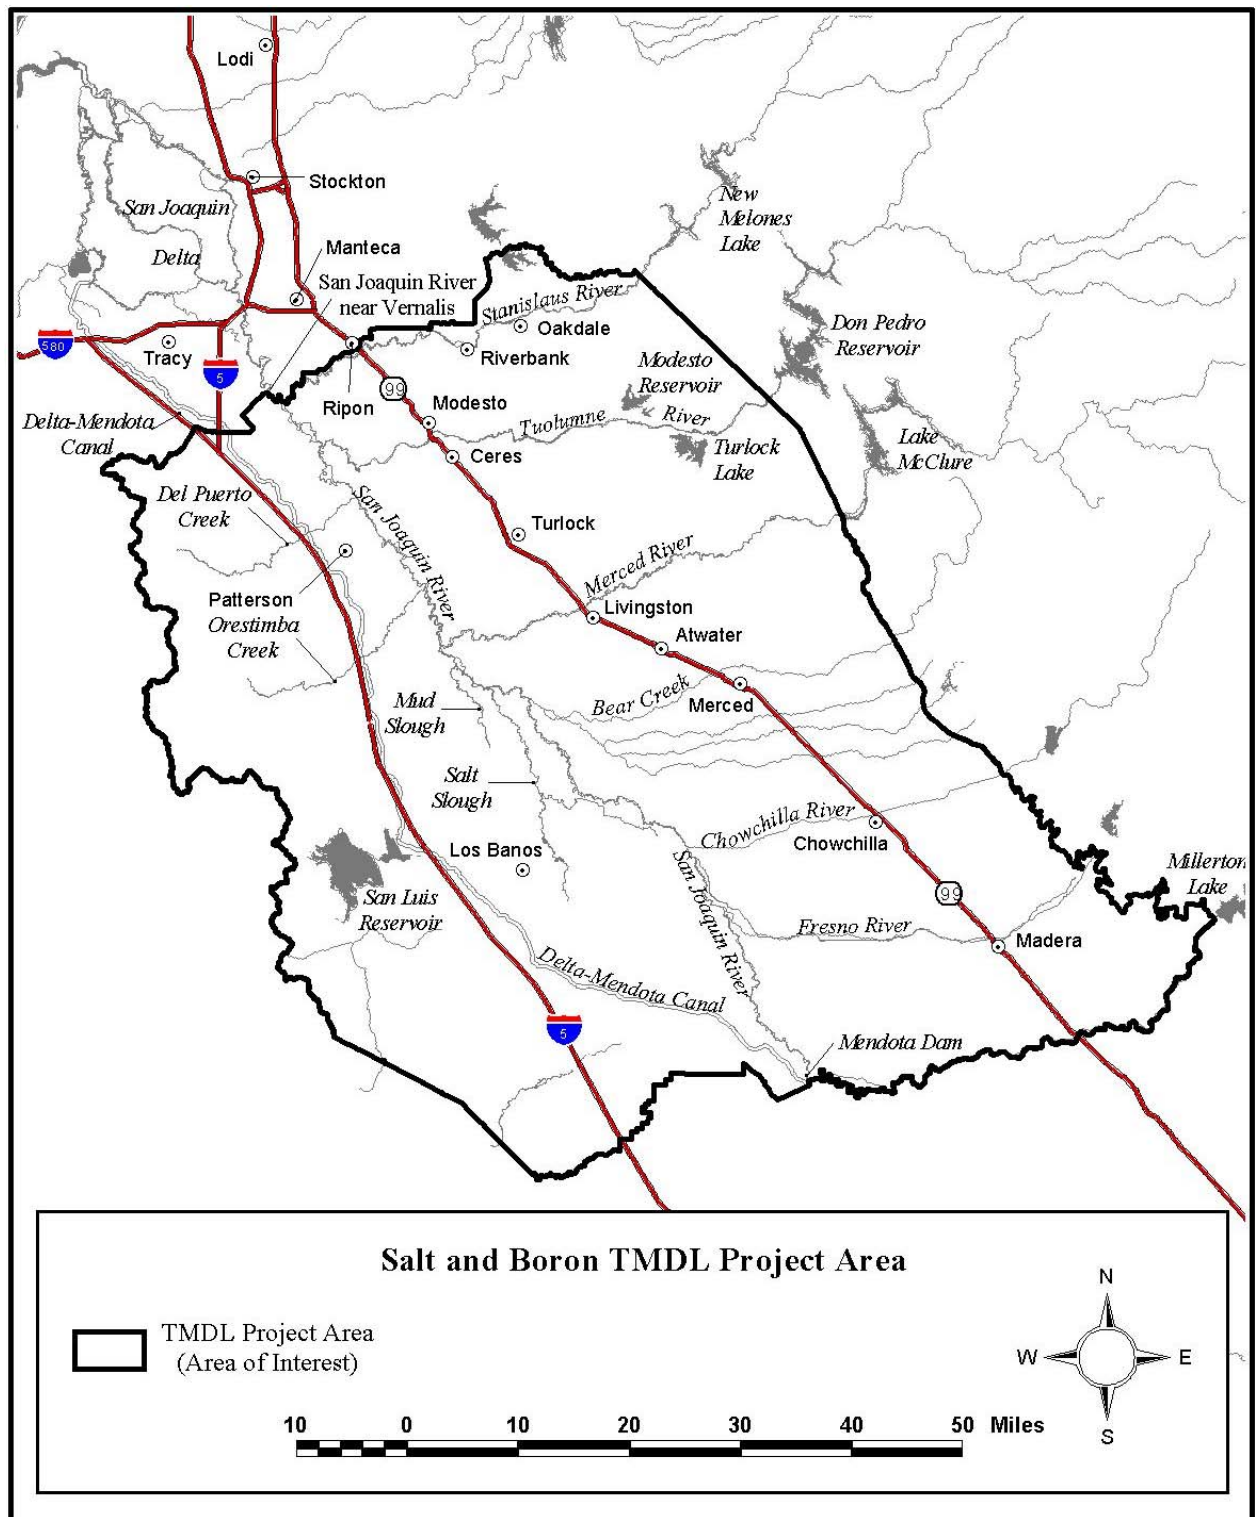 Lodi
Stockton
San Joaquin
Delta
Manteca
San Joaquin River
near Vernalis
New
Melones
Lake
Stanislaus River
Oakdale
Riverbank
Don Pedro
Reservoir
580
Tracy
5
Ripon
99
Modesto
Reservoir
Modesto
Tuolumne River
Delta-Mendota
Canal
Ceres
Turlock
Lake
Lake
McClure
Del Puerto
Creek
San Joaquin River
Turlock
Merced River
Patterson
Orestimba
Creek
Livingston
Atwater
Bear Creek
Merced
Mud
Slough
Salt
Slough
Chowchilla River
Chowchilla
Los Banos
San Joaquin River
Millerton
Lake
San Luis
Reservoir
99
Fresno River
Madera
Delta-Mendota Canal
5
Mendota Dam
Salt and Boron TMDL Project Area
TMDL Project Area
(Area of Interest)
N
W E
S
10 0 10 20 30 40 50 Miles